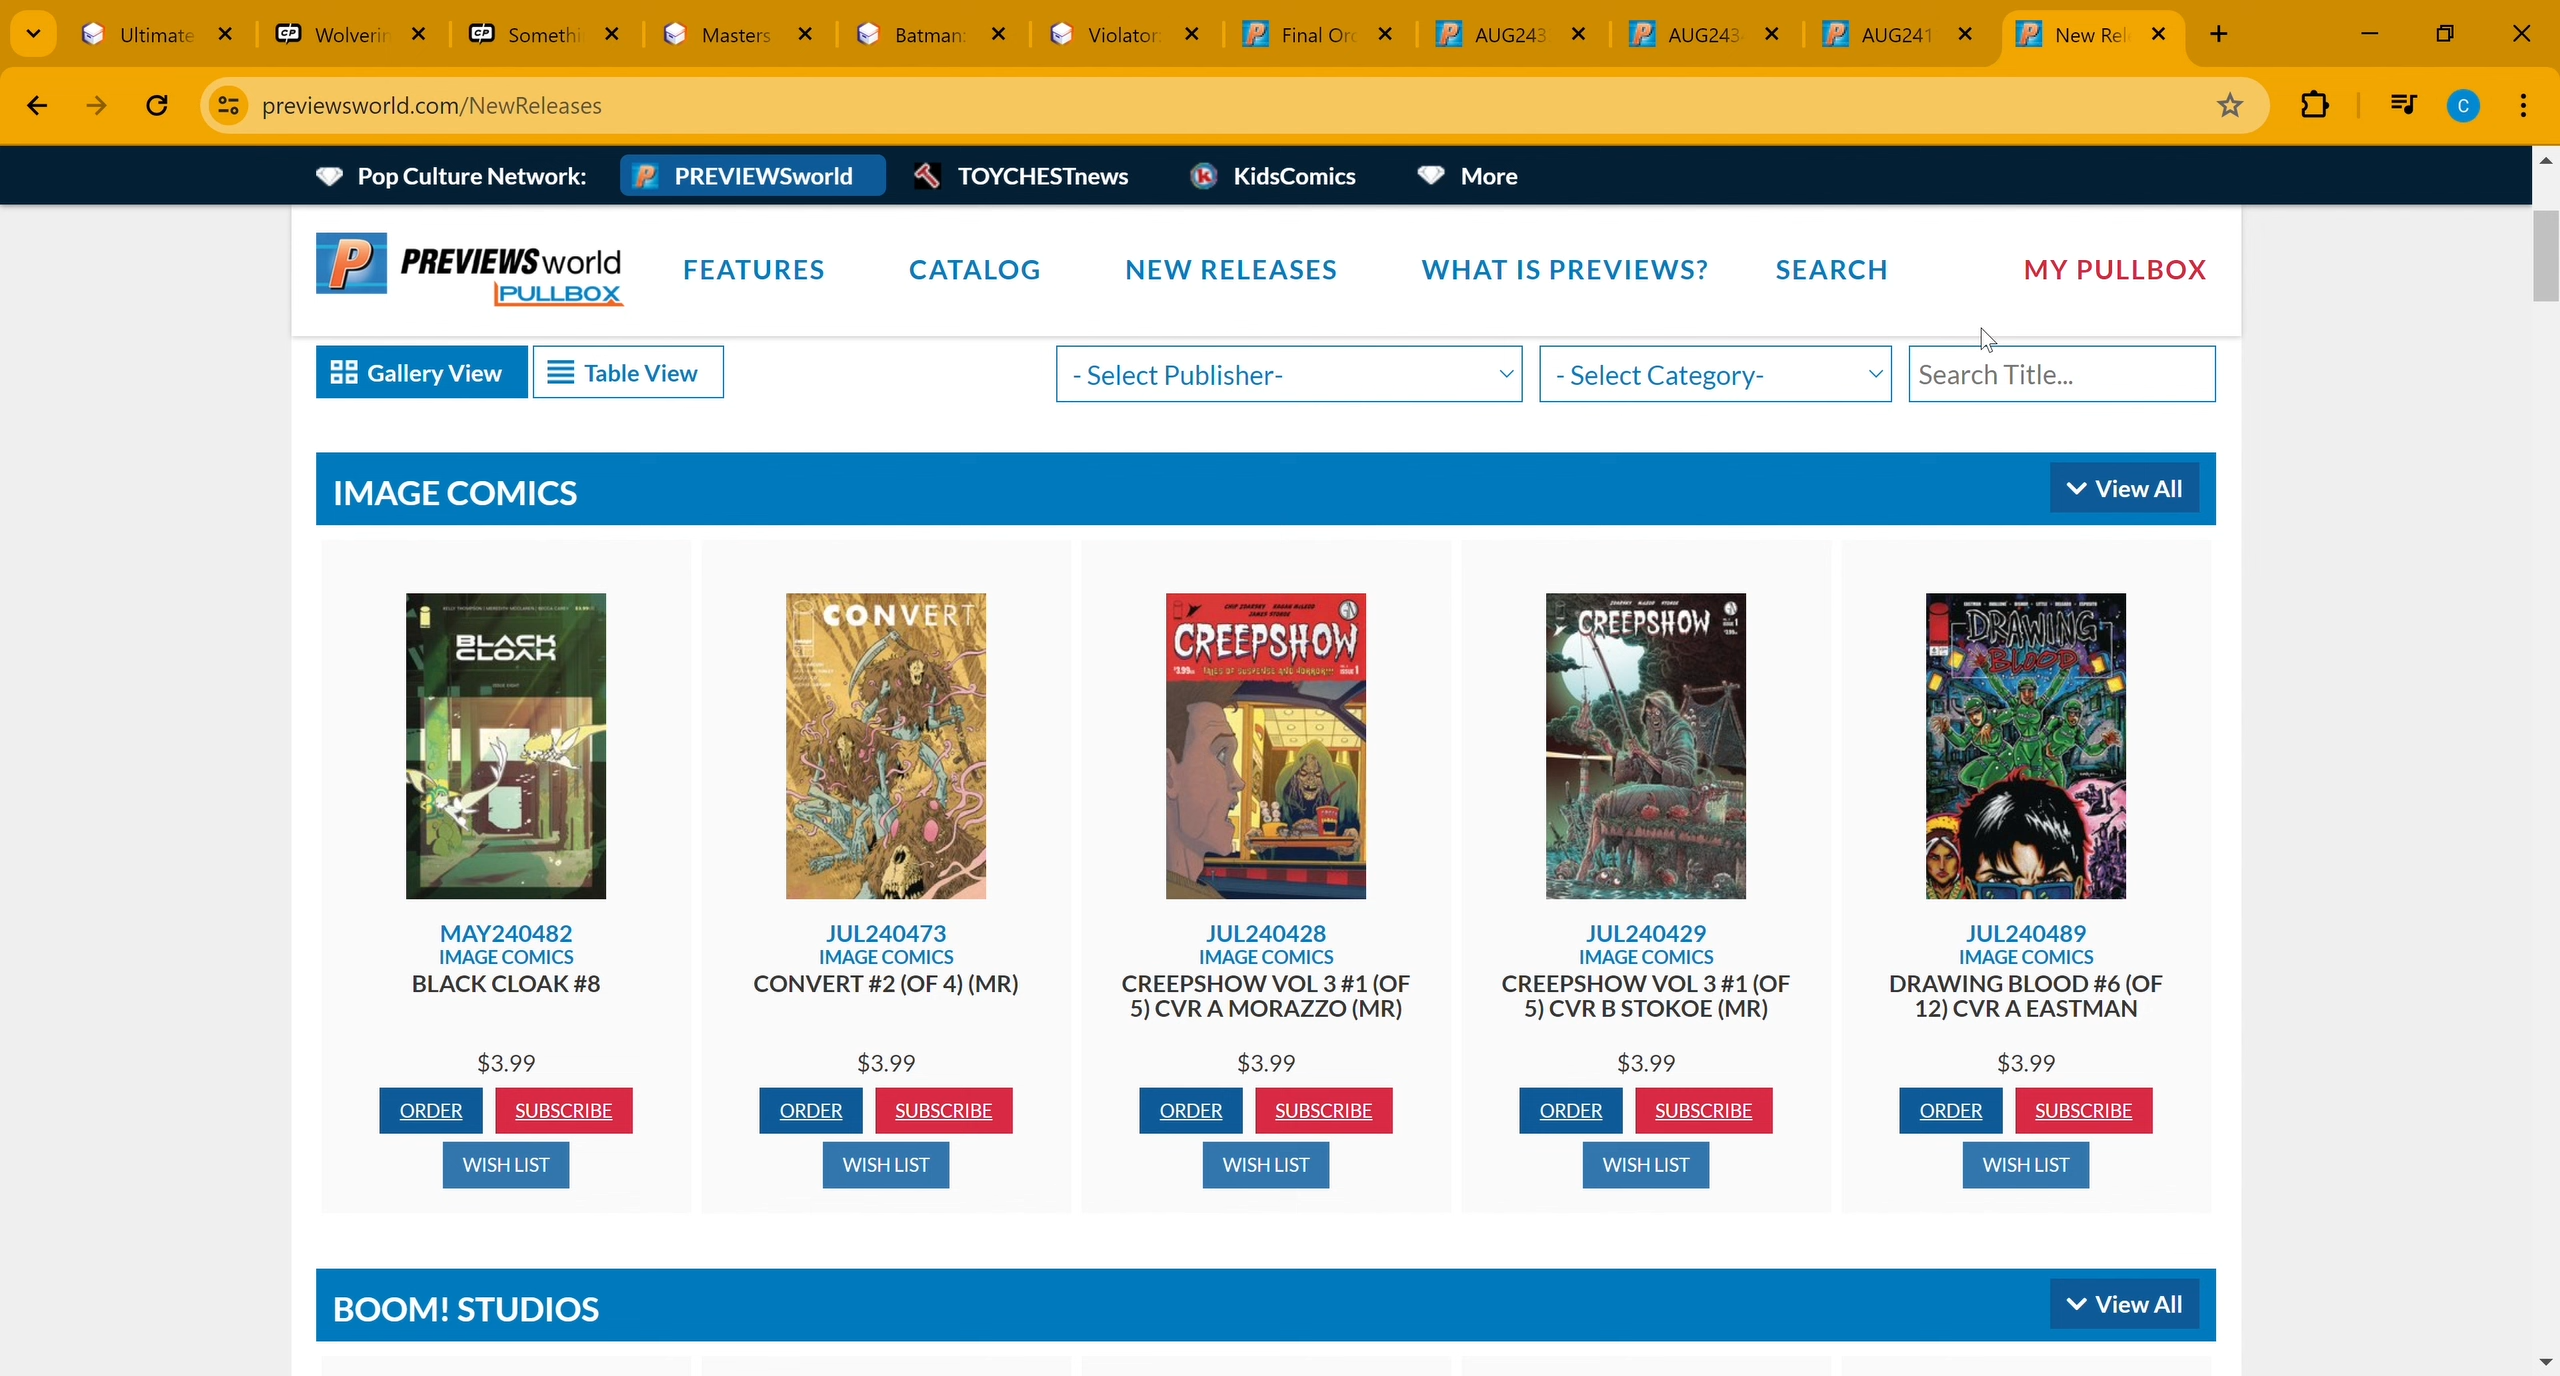 Ultimate
Wolverin
Somethi
Masters
Batman:
Violator:
Final Or
AUG243
AUG243
AUG241
New Rel
previewsworld.com/NewReleases
C
Pop Culture Network:
PREVIEWSworld
TOYCHESTnews
KidsComics
More
P PREVIEWSworld
PULLBOX
FEATURES
CATALOG
NEW RELEASES
WHAT IS PREVIEWS?
SEARCH
MY PULLBOX
Gallery View
Table View
- Select Publisher-
- Select Category-
Search Title...
IMAGE COMICS
View All
BLACK
CLOAK
CONVERT
CREEPSHOW
CREEPSHOW
DRAWING
BLOOD
MAY240482
IMAGE COMICS
BLACK CLOAK #8
$3.99
ORDER
SUBSCRIBE
WISH LIST
JUL240473
IMAGE COMICS
CONVERT #2 (OF 4) (MR)
$3.99
ORDER
SUBSCRIBE
WISH LIST
JUL240428
IMAGE COMICS
CREEPSHOW VOL 3 #1 (OF
5) CVR A MORAZZO (MR)
$3.99
ORDER
SUBSCRIBE
WISH LIST
JUL240429
IMAGE COMICS
CREEPSHOW VOL 3 #1 (OF
5) CVR B STOKOE (MR)
$3.99
ORDER
SUBSCRIBE
WISH LIST
JUL240489
IMAGE COMICS
DRAWING BLOOD #6 (OF
12) CVR A EASTMAN
$3.99
ORDER
SUBSCRIBE
WISH LIST
BOOM! STUDIOS
View All